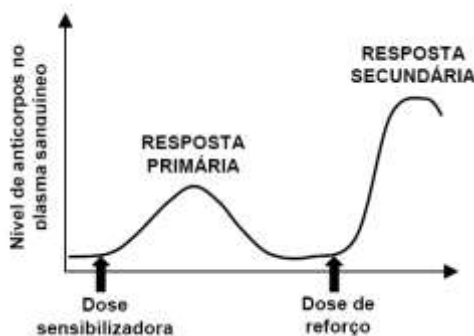 Nível de anticorpos no
plasma sanguíneo
RESPOSTA
PRIMÁRIA
RESPOSTA
SECUNDÁRIA
Dose
sensibilizadora
Dose de
reforço